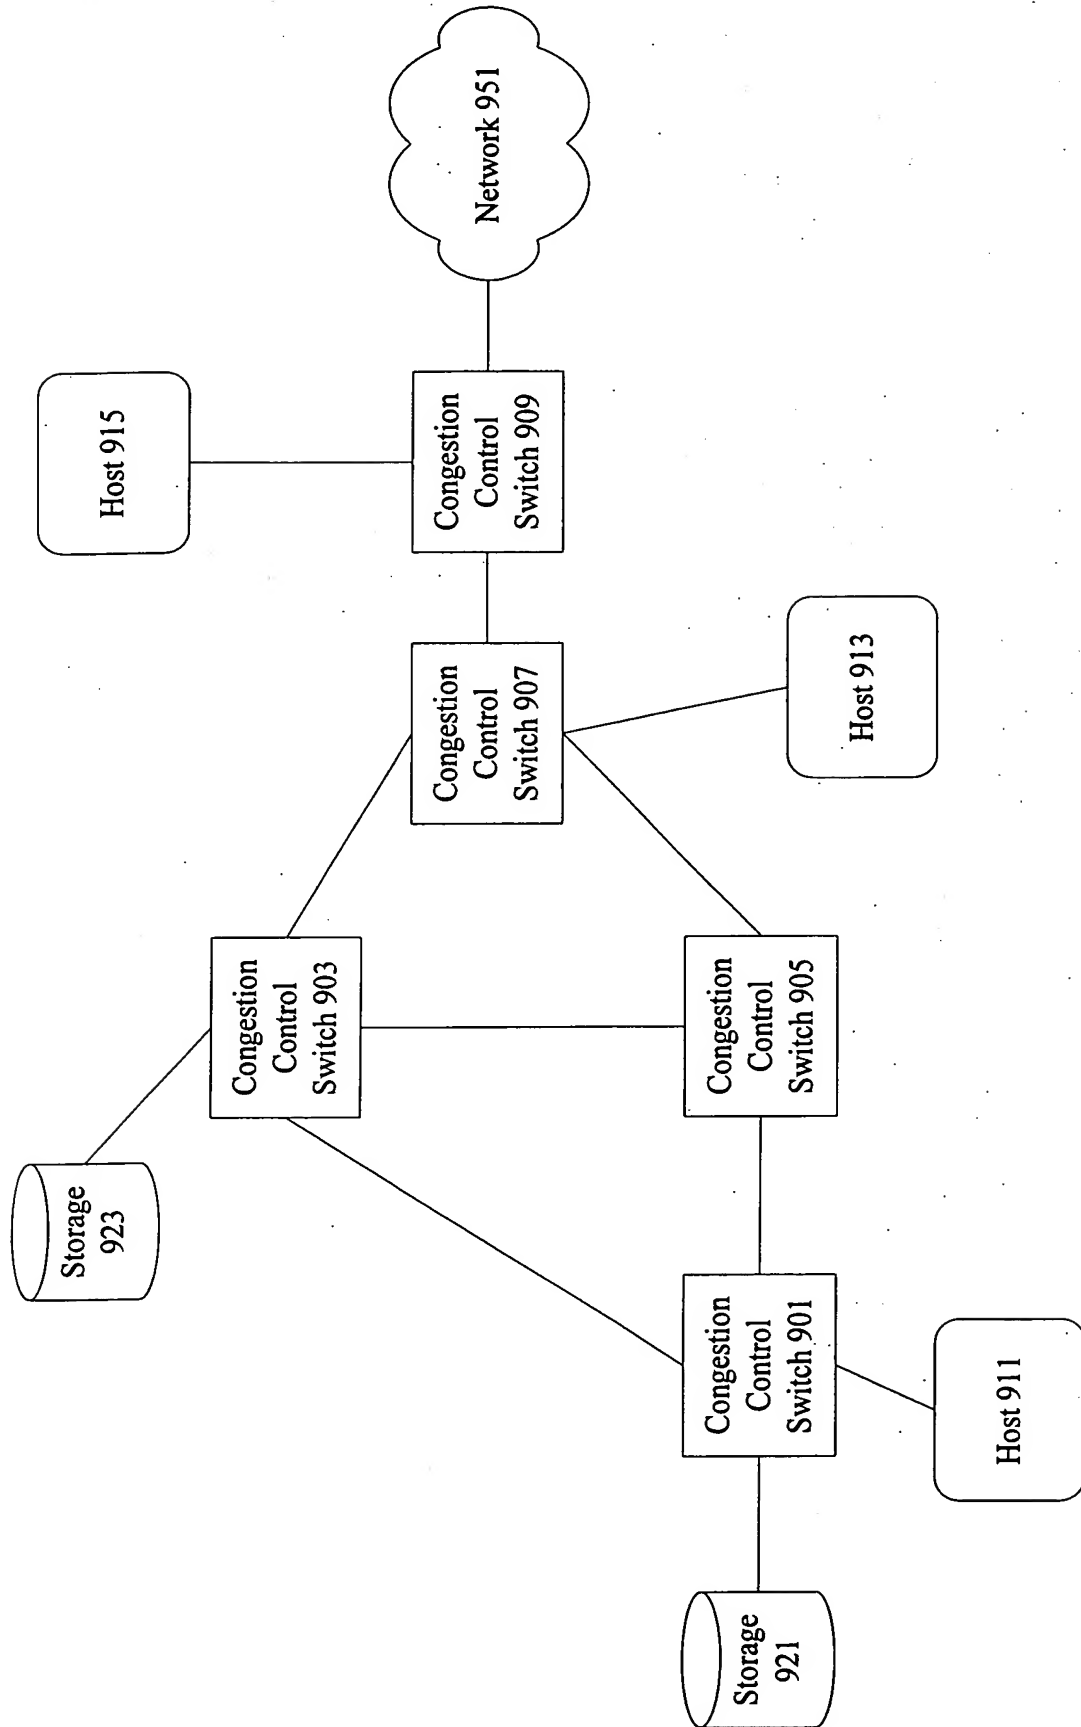 Host 915
Network 951
Congestion
Control
Switch 909
Congestion
Control
Switch 907
Host 913
Storage
923
Congestion
Control
Switch 903
Congestion
Control
Switch 905
Congestion
Control
Switch 901
Storage
921
Host 911